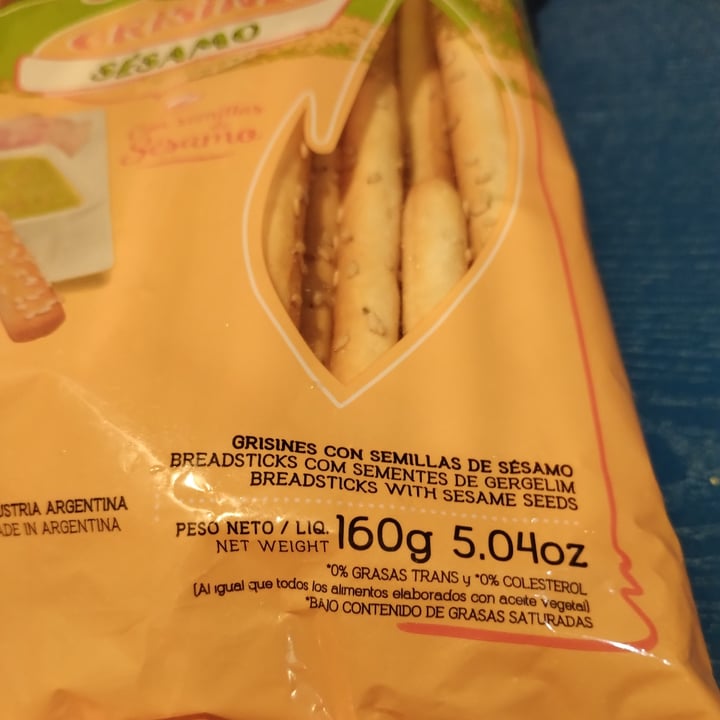 SÉSAMO
Con semillas
Sésamo
GRISINES CON SEMILLAS DE SÉSAMO
BREADSTICKS COM SEMENTES DE GERGELIM
BREADSTICKS WITH SESAME SEEDS
USTRIA ARGENTINA
ADE IN ARGENTINA
PESO NETO / LIQ. 160g 5.04oz
NET WEIGHT
*0% GRASAS TRANS y *0% COLESTEROL
(Al igual que todos los alimentos elaborados con aceite vegetal)
*BAJO CONTENIDO DE GRASAS SATURADAS